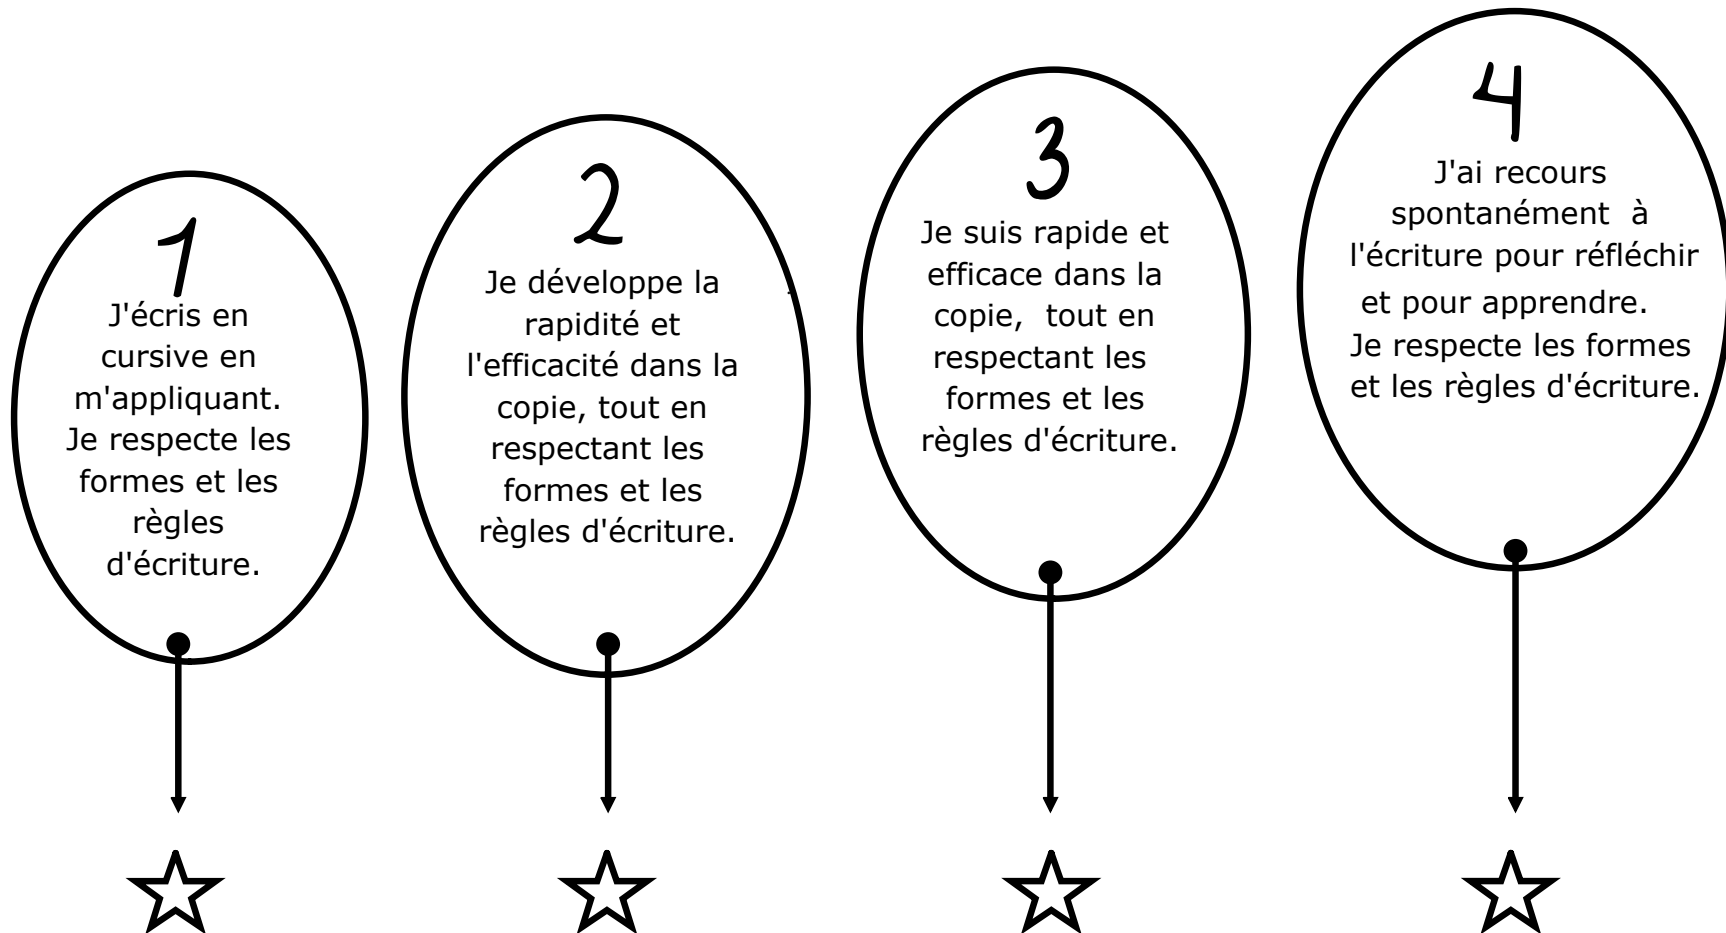 1
J'écris en
cursive en
m'appliquant.
Je respecte les
formes et les
règles
d'écriture.
2
Je développe la
rapidité et
l'efficacité dans la
copie, tout en
respectant les
formes et les
règles d'écriture.
3
Je suis rapide et
efficace dans la
copie, tout en
respectant les
formes et les
règles d'écriture.
4
J'ai recours
spontanément à
l'écriture pour réfléchir
et pour apprendre.
Je respecte les formes
et les règles d'écriture.